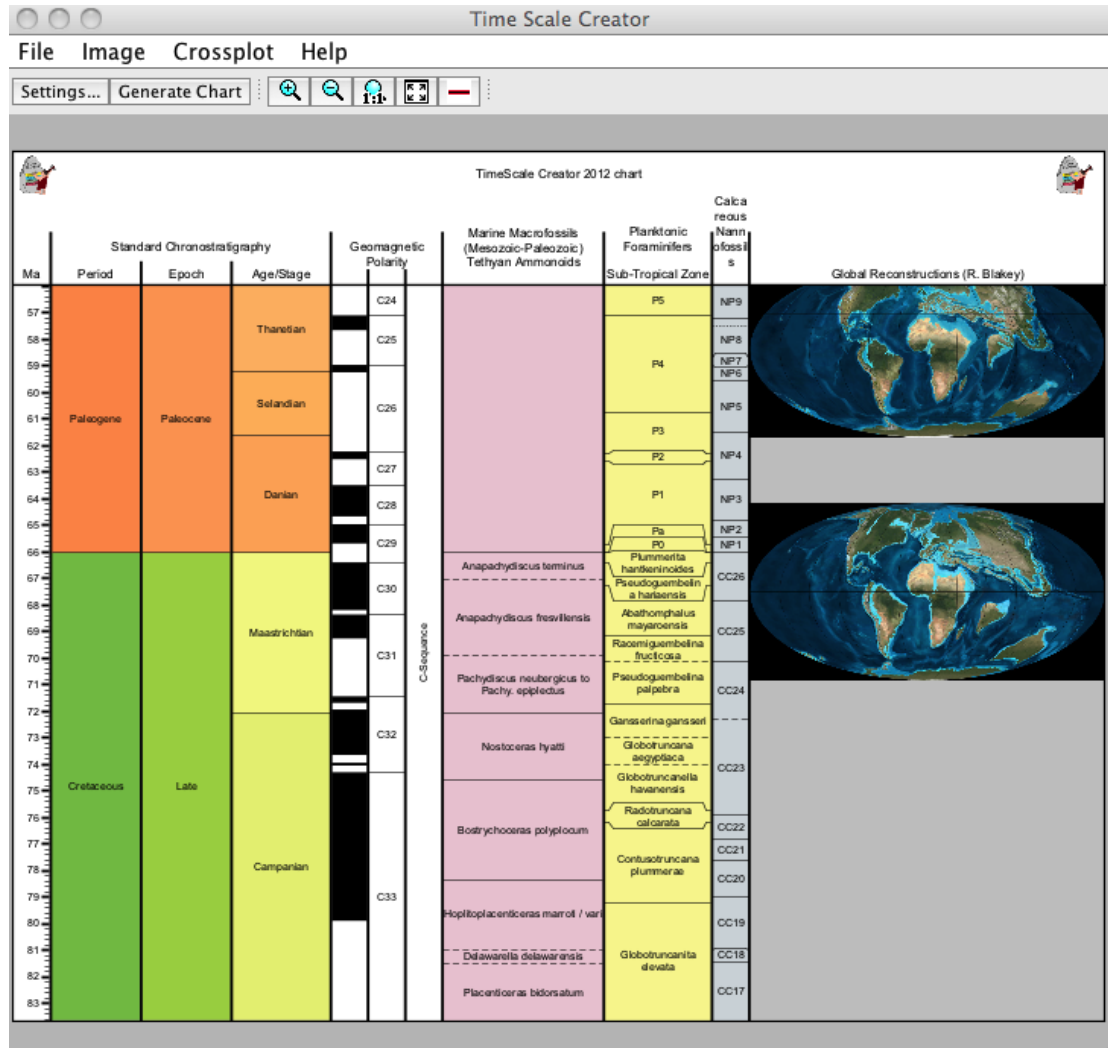 Time Scale Creator
File Image Crossplot Help
Settings... Generate Chart
1:1
TimeScale Creator 2012 chart
Standard Chronostratigraphy
Geomagnetic
Polarity
Marine Macrofossils
(Mesozoic-Paleozoic)
Tethyan Ammonoids
Planktonic
Foraminifers
Calca
reous
Nann
ofossil
s
Ma
Period
Epoch
Age/Stage
Sub-Tropical Zone
Global Reconstructions (R. Blakey)
57
58
59
60
61
62
63
64
65
66
67
68
69
70
71
72
73
74
75
76
77
78
79
80
81
82
83
Paleogene
Cretaceous
Paleocene
Late
Thanetian
Selandian
Danian
Maastrichtian
Campanian
C24
C25
C26
C27
C28
C29
C30
C31
C32
C33
C-Sequence
Anapachydiscus terminus
Anapachydiscus fresvillensis
Pachydiscus neubergicus to
Pachy. epiplectus
Nostoceras hyatti
Bostrychoceras polyplocum
Hoplitoplacenticeras marroti / vari
Delawarella delawarensis
Placenticeras bidorsatum
P5
P4
P3
P2
P1
Pa
P0
Plummerita
hantkeninoides
Pseudoguembelin
a hariaensis
Abathomphalus
mayaroensis
Racemiguembelina
fructicosa
Pseudoguembelina
palpebra
Gansserina gansseri
Globotruncana
aegyptiaca
Globotruncanella
havanensis
Radotruncana
calcarata
Contusotruncana
plummerae
Globotruncanita
elevata
NP9
NP8
NP7
NP6
NP5
NP4
NP3
NP2
NP1
CC26
CC25
CC24
CC23
CC22
CC21
CC20
CC19
CC18
CC17